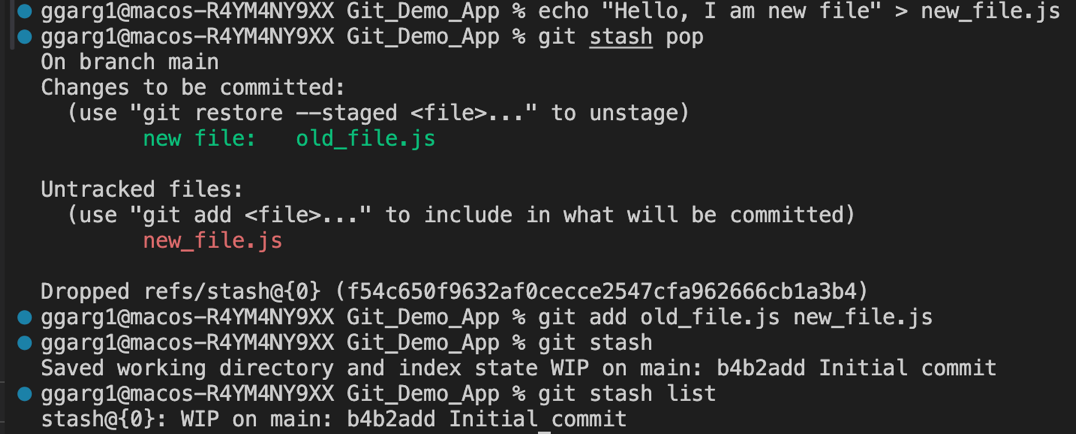 ggarg1@macos-R4YM4NY9XX Git_Demo_App % echo "Hello, I am new file" > new_file.js
ggarg1@macos-R4YM4NY9XX Git_Demo_App % git stash pop
On branch main
Changes to be committed:
  (use "git restore --staged <file>..." to unstage)
        new file:   old_file.js

Untracked files:
  (use "git add <file>..." to include in what will be committed)
        new_file.js

Dropped refs/stash@{0} (f54c650f9632af0cecce2547cfa962666cb1a3b4)
ggarg1@macos-R4YM4NY9XX Git_Demo_App % git add old_file.js new_file.js
ggarg1@macos-R4YM4NY9XX Git_Demo_App % git stash
Saved working directory and index state WIP on main: b4b2add Initial commit
ggarg1@macos-R4YM4NY9XX Git_Demo_App % git stash list
stash@{0}: WIP on main: b4b2add Initial commit